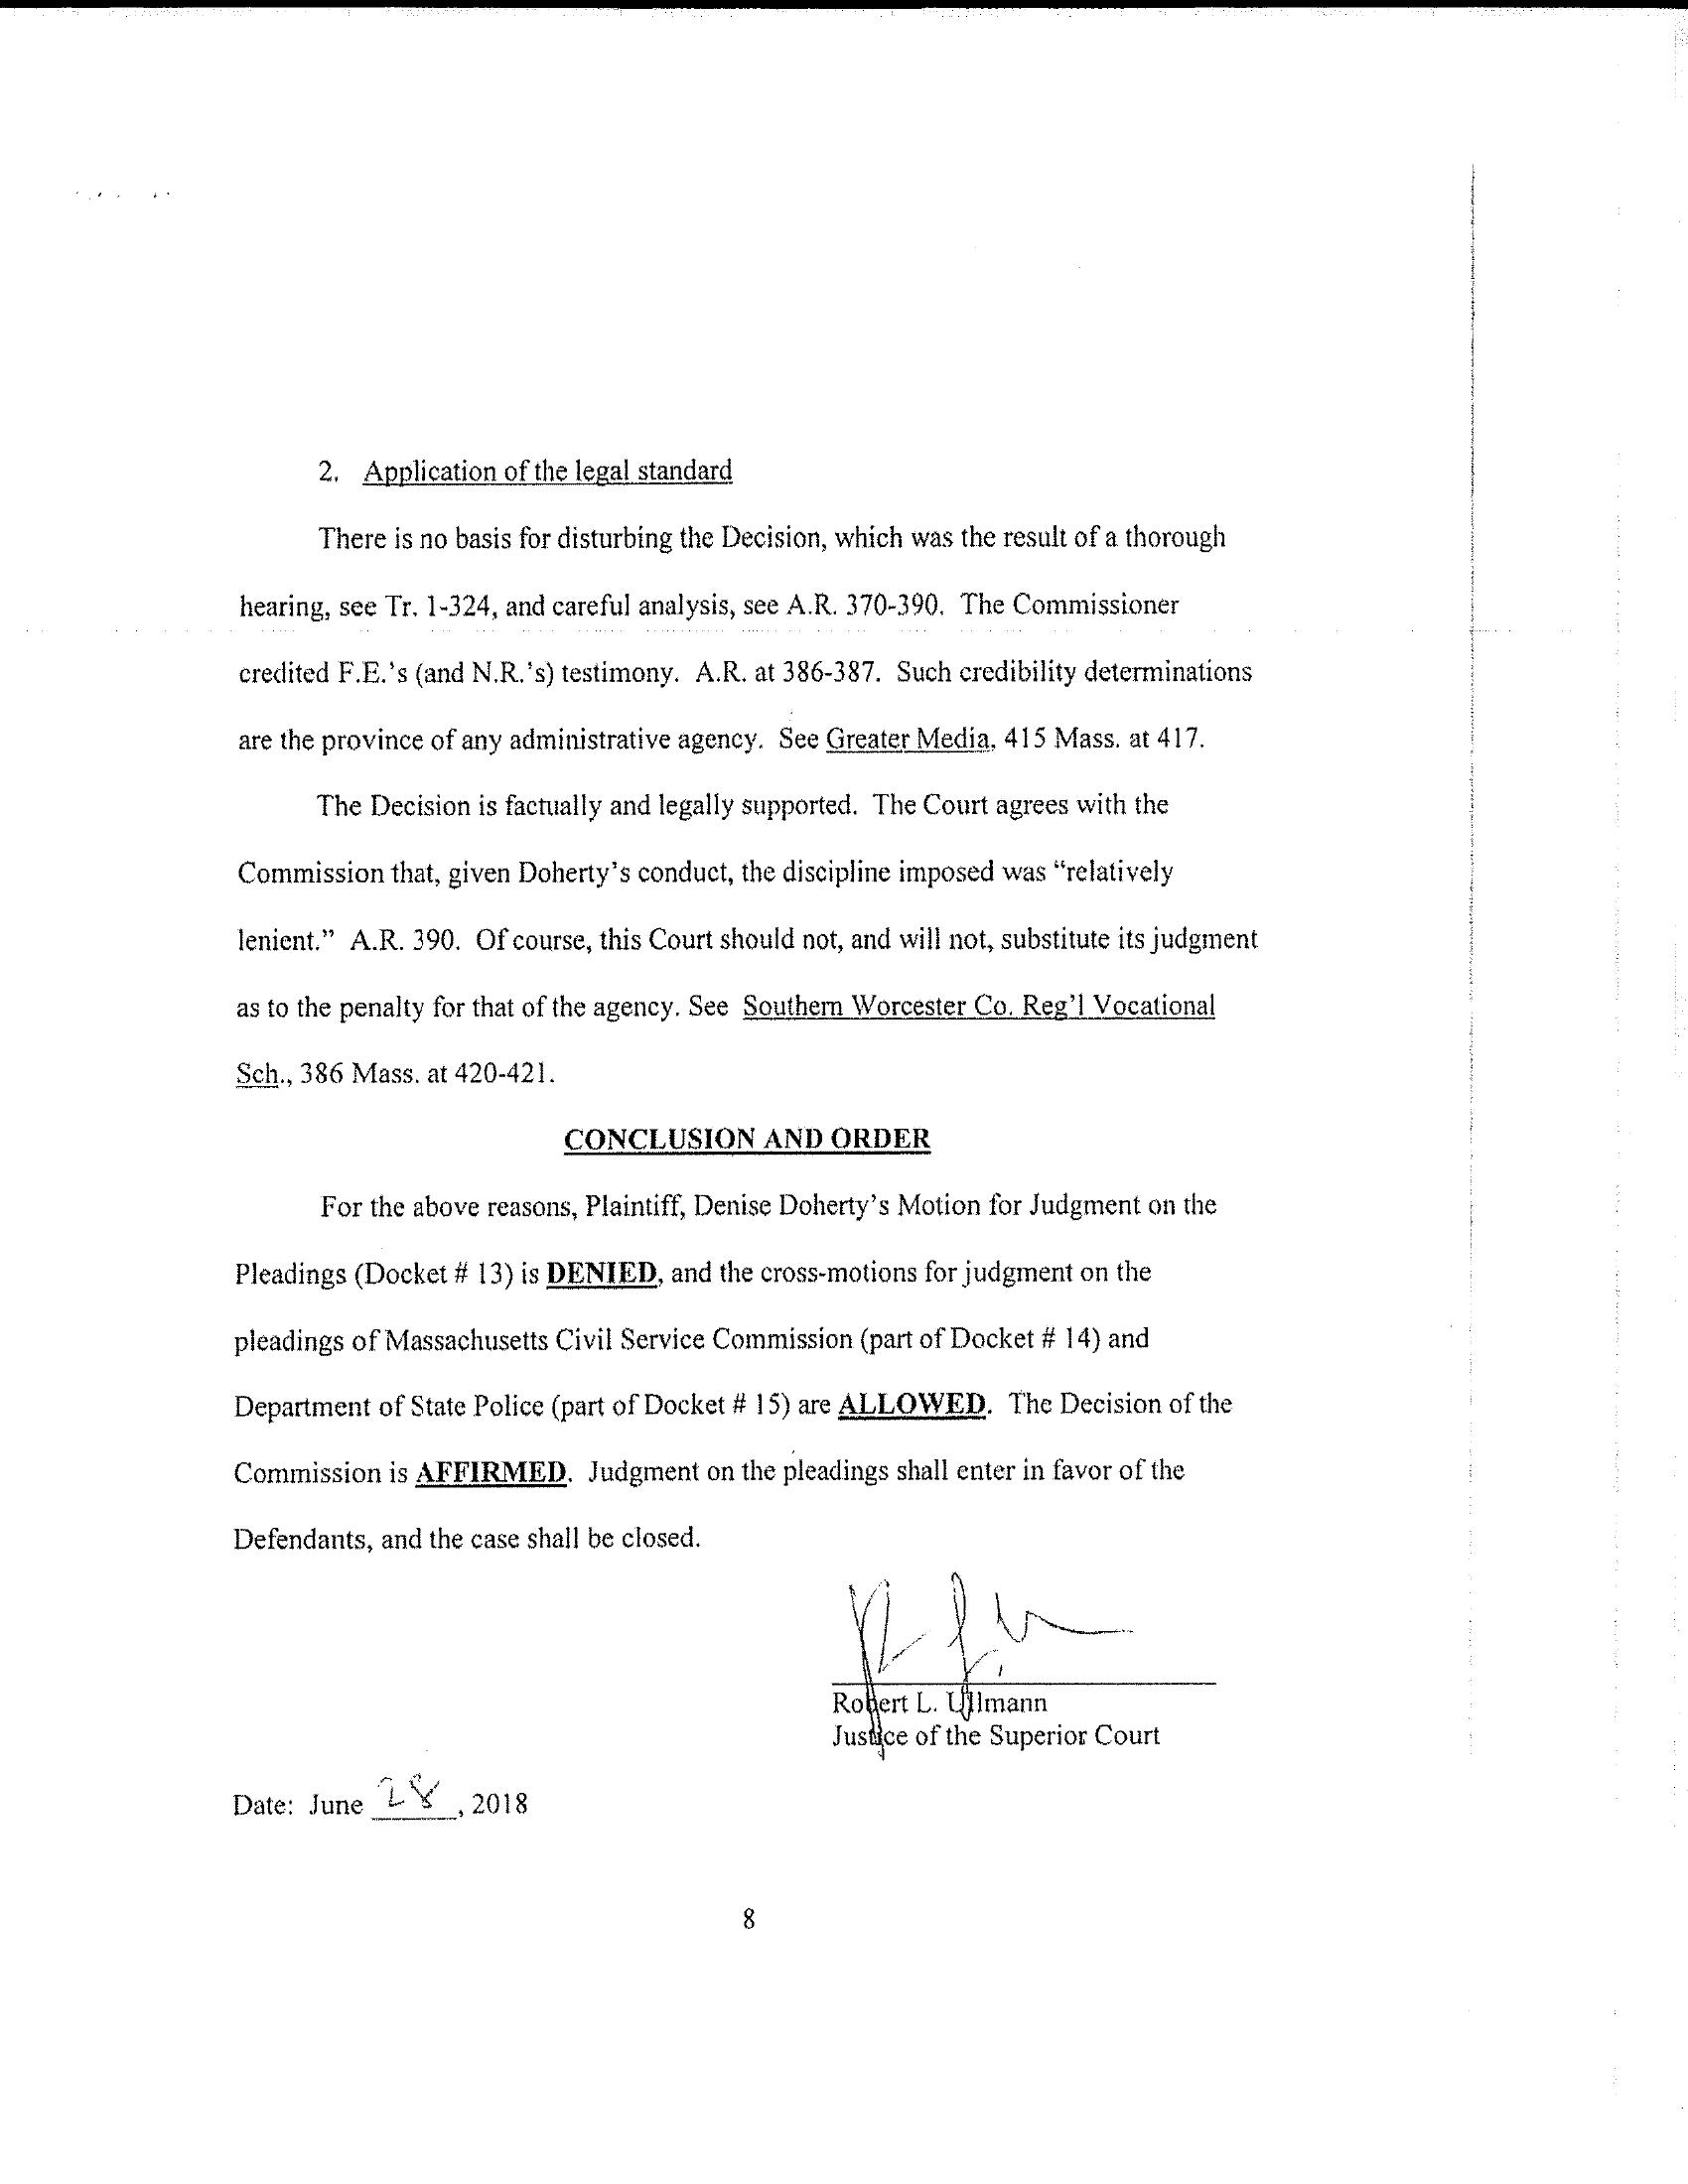 2. Application of the legal standard
There is no basis for disturbing the Decision, which was the result of a thorough
hearing, see Tr. 1-324, and careful analysis, see A.R. 370-390. The Commissioner
credited F.E.'s (and N.R.'s) testimony. A.R. at 386-387. Such credibility determinations
are the province of any administrative agency. See Greater Media, 415 Mass. at 417.
The Decision is factually and legally supported. The Court agrees with the
Commission that, given Doherty's conduct, the discipline imposed was “relatively
lenient.” A.R. 390. Of course, this Court should not, and will not, substitute its judgment
as to the penalty for that of the agency. See Southern Worcester Co. Reg'l Vocational
Sch., 386 Mass. at 420-421.
CONCLUSION AND ORDER
For the above reasons, Plaintiff, Denise Doherty's Motion for Judgment on the
Pleadings (Docket # 13) is DENIED, and the cross-motions for judgment on the
pleadings of Massachusetts Civil Service Commission (part of Docket # 14) and
Department of State Police (part of Docket # 15) are ALLOWED. The Decision of the
Commission is AFFIRMED. Judgment on the pleadings shall enter in favor of the
Defendants, and the case shall be closed.
Robert L. Ullmann
Justice of the Superior Court
Date: June 28, 2018
8